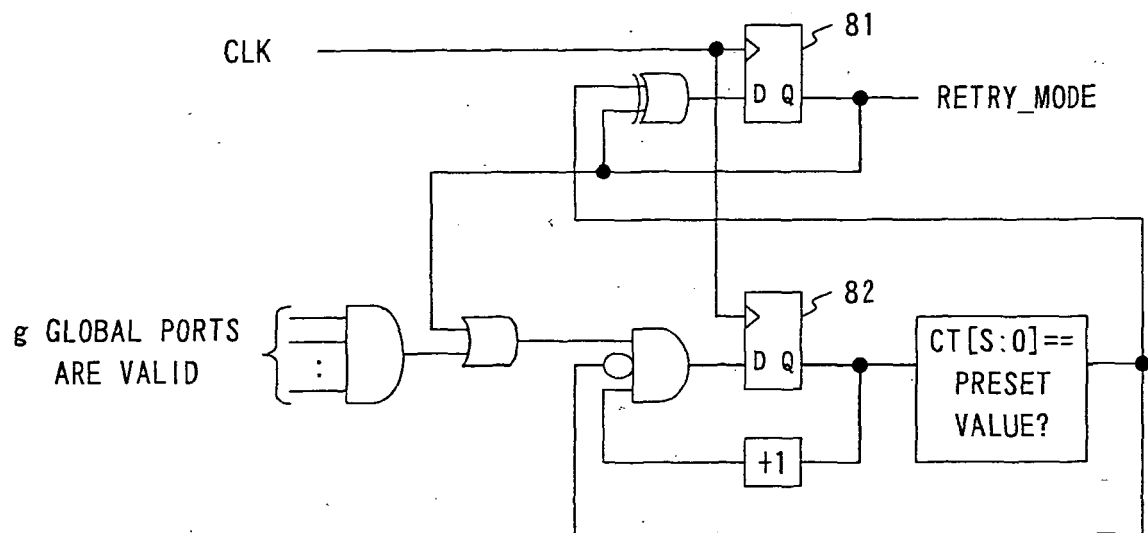 81
CLK
D Q
RETRY_MODE
82
g GLOBAL PORTS
ARE VALID
D Q
CT[S:0]==
PRESET
VALUE?
+1